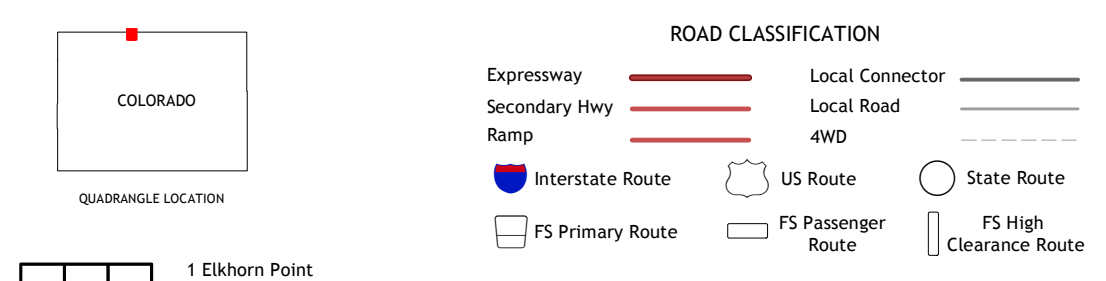 COLORADO
QUADRANGLE LOCATION
1 Elkhorn Point
ROAD CLASSIFICATION
Expressway
Local Connector
Secondary Hwy
Local Road
Ramp
4WD
Interstate Route
US Route
State Route
FS Primary Route
FS Passenger
Route
FS High
Clearance Route